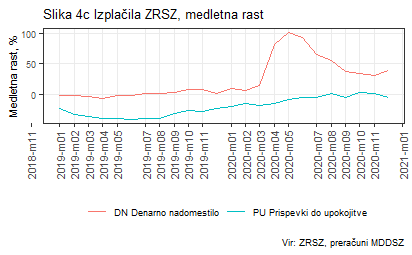 Slika 4c Izplačila ZRSZ, medletna rast
Medletna rast, %
100
50
0
2018-m11
2019-m01
2019-m02
2019-m03
2019-m04
2019-m05
2019-m07
2019-m08
2019-m09
2019-m10
2019-m11
2020-m01
2020-m02
2020-m03
2020-m04
2020-m05
2020-m07
2020-m08
2020-m09
2020-m10
2020-m11
2021-m01
DN Denarno nadomestilo
PU Prispevki do upokojitve
Vir: ZRSZ, preračuni MDDSZ